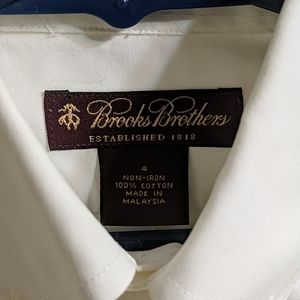 Brooks Brothers
ESTABLISHED 1818
4
NON-IRON
100% COTTON
MADE IN
MALAYSIA